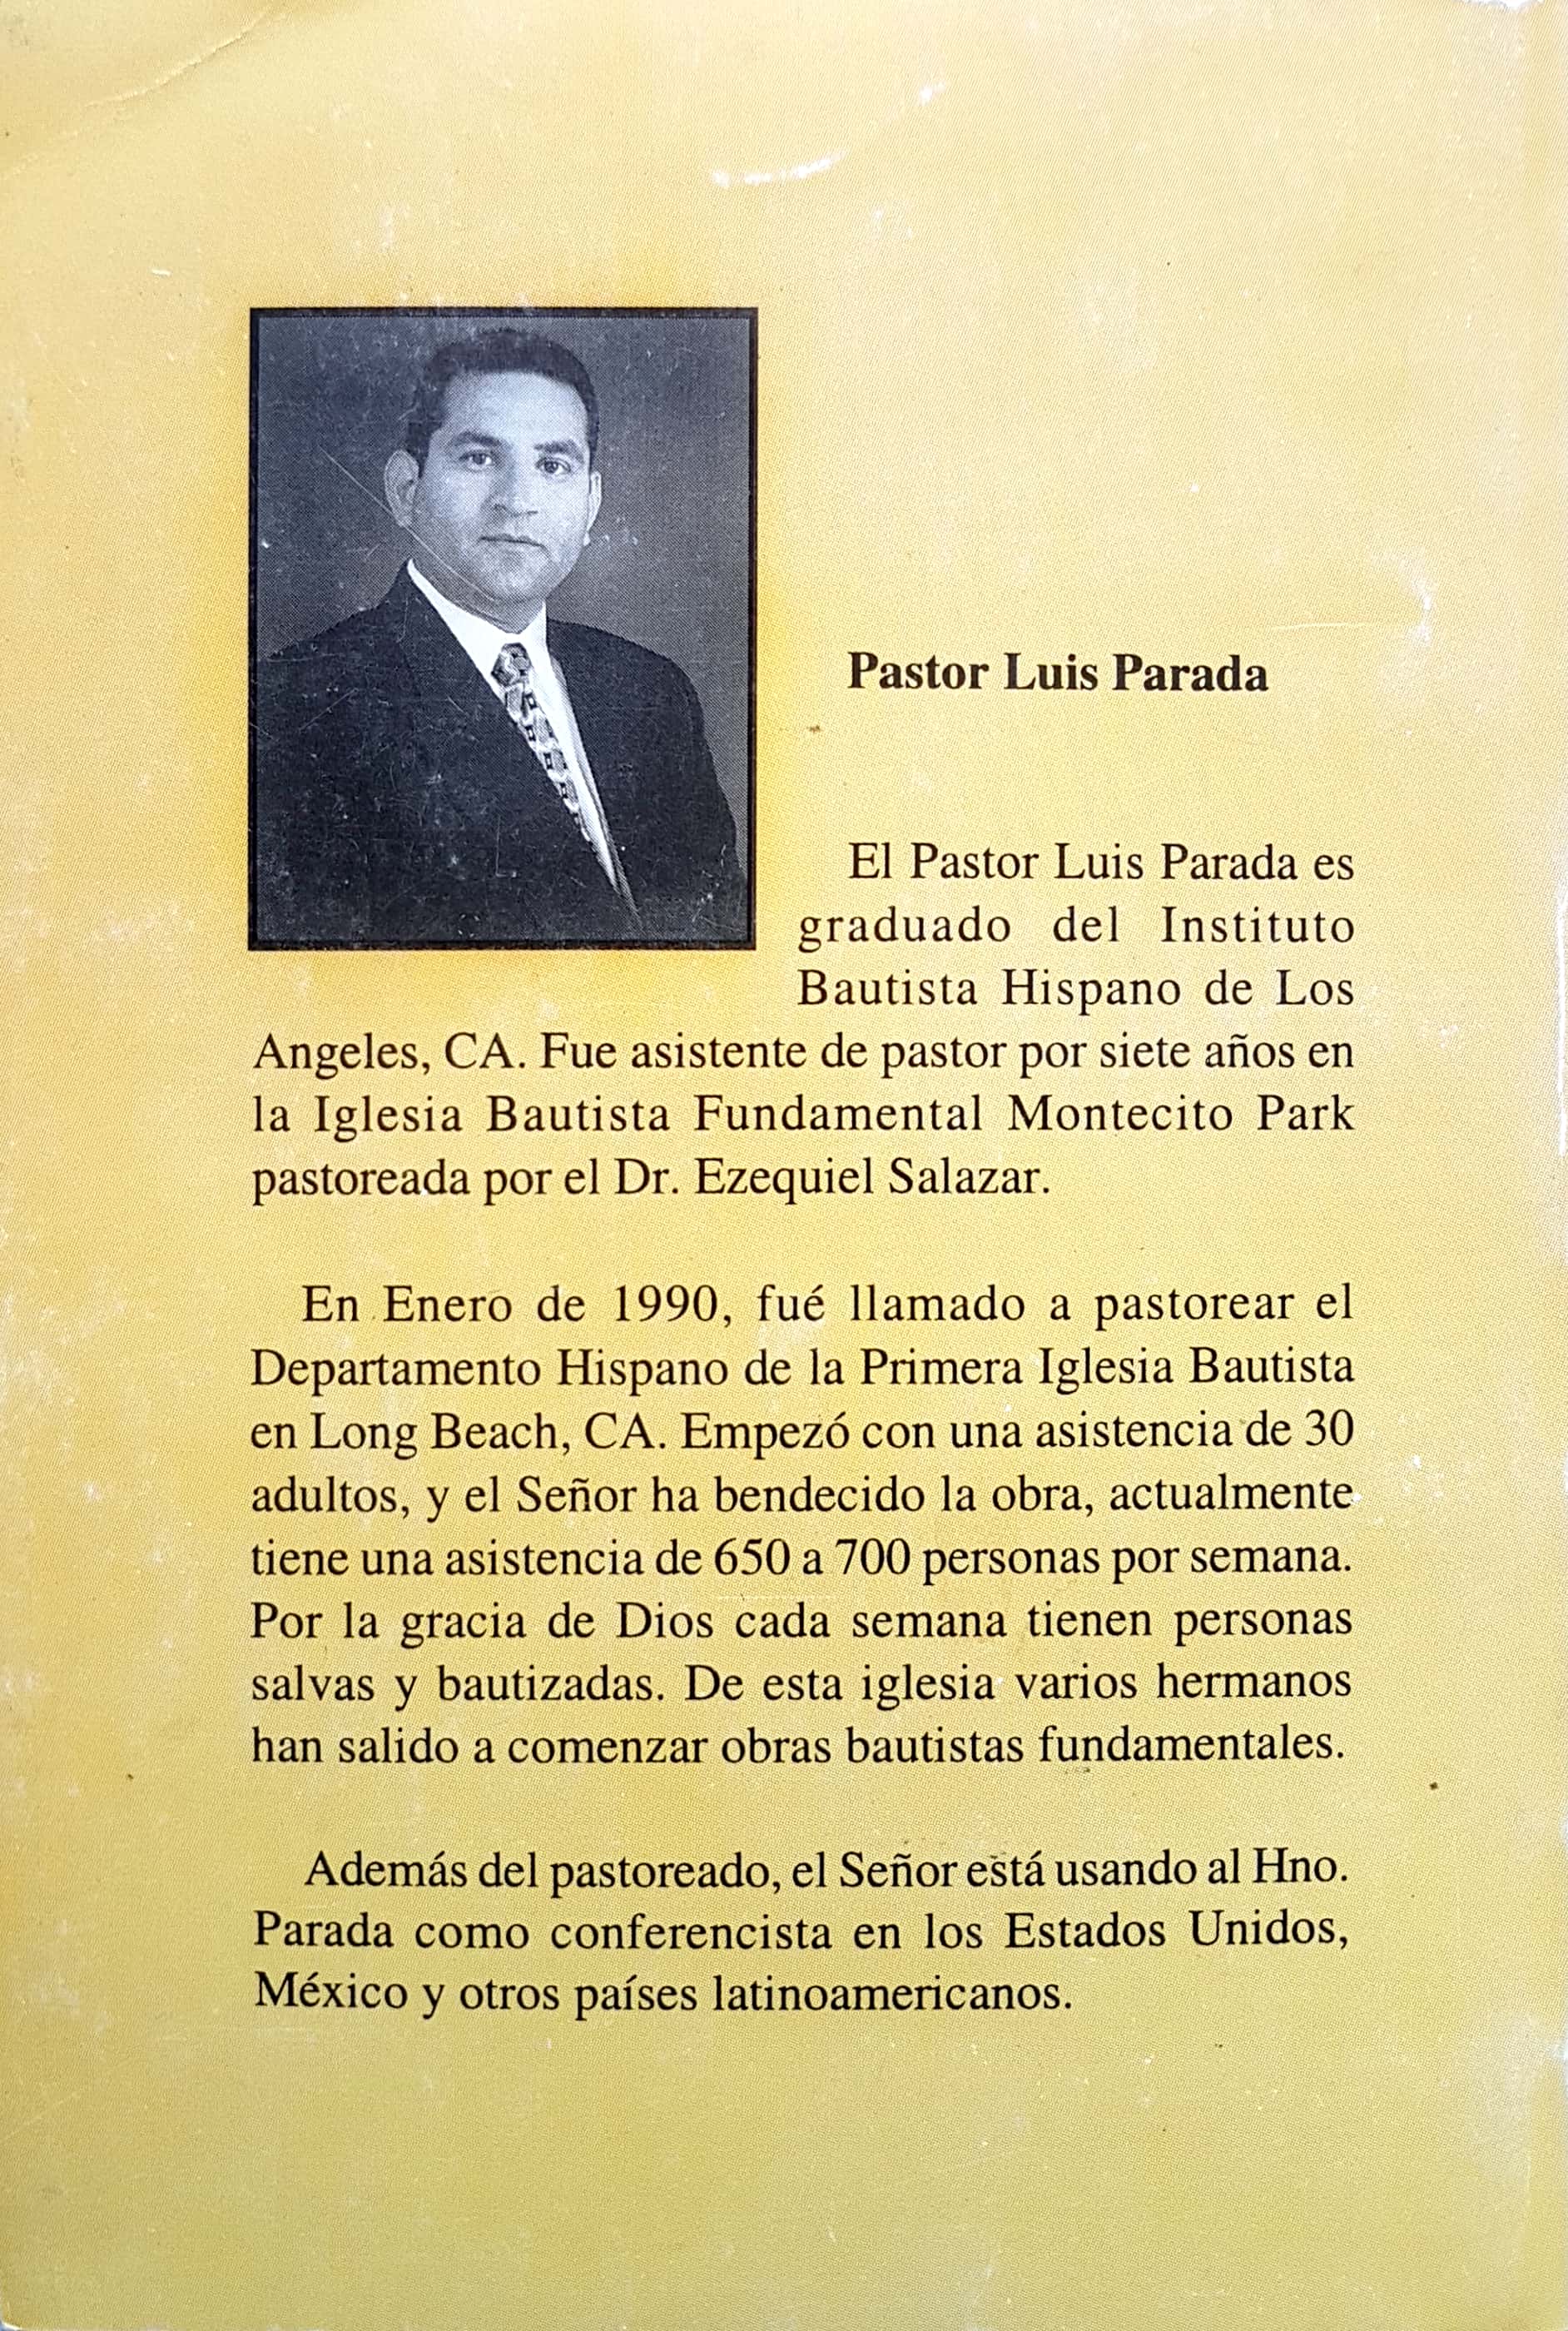 Pastor Luis Parada
El Pastor Luis Parada es
graduado del Instituto
Bautista Hispano de Los
Angeles, CA. Fue asistente de pastor por siete años en
la Iglesia Bautista Fundamental Montecito Park
pastoreada por el Dr. Ezequiel Salazar.
En Enero de 1990, fué llamado a pastorear el
Departamento Hispano de la Primera Iglesia Bautista
en Long Beach, CA. Empezó con una asistencia de 30
adultos, y el Señor ha bendecido la obra, actualmente
tiene una asistencia de 650 a 700 personas por semana.
Por la gracia de Dios cada semana tienen personas
salvas y bautizadas. De esta iglesia varios hermanos
han salido a comenzar obras bautistas fundamentales.
Además del pastoreado, el Señor está usando al Hno.
Parada como conferencista en los Estados Unidos,
México y otros países latinoamericanos.